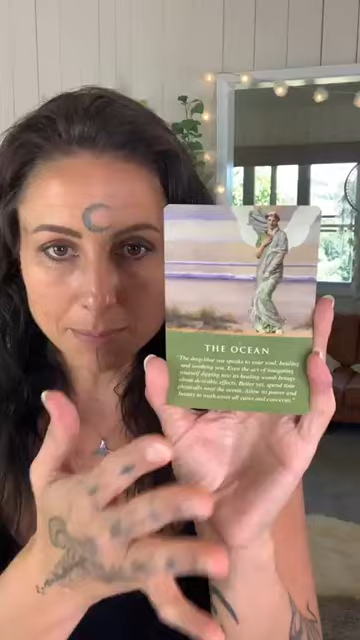 THE OCEAN
"The deep blue sea speaks to your soul, healing
and soothing you. Even the act of imagining
yourself dipping into its healing womb brings
about desirable effects. Better yet, spend time
physically near the ocean. Allow its power and
beauty to wash away all cares and concerns."